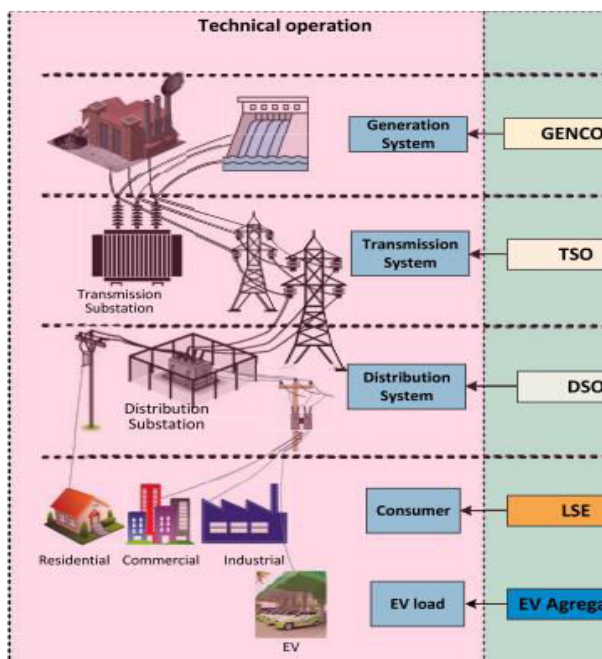 Technical operation
Generation
System
GENCO
Transmission
System
TSO
Transmission
Substation
Distribution
System
DSO
Distribution
Substation
Consumer
LSE
Residential
Commercial
Industrial
EV load
EV Agrega
EV